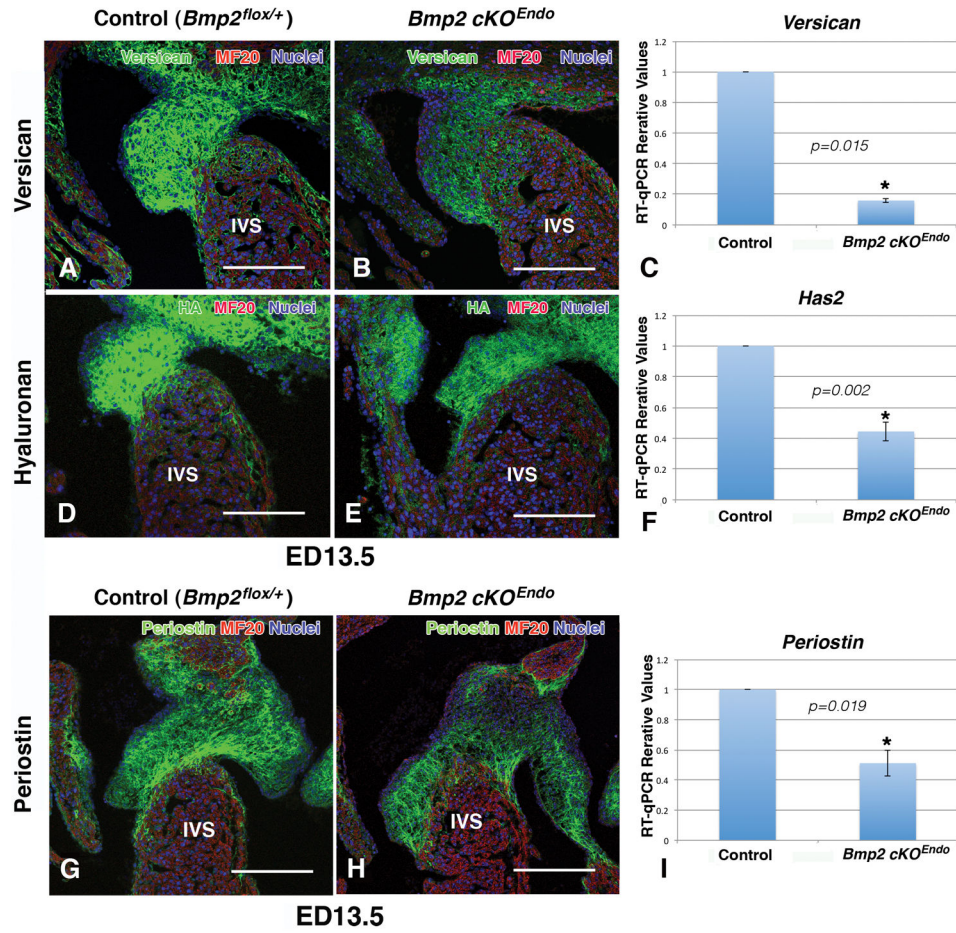 Control (Bmp2flox/+)
Bmp2 cKOEndo
Versican
Versican MF20 Nuclei
IVS
A
Versican MF20 Nuclei
IVS
B
Versican
RT-qPCR Rerative Values
1.2
1
0.8
0.6
0.4
0.2
0
p=0.015
*
Control
Bmp2 cKOEndo
C
Hyaluronan
HA MF20 Nuclei
IVS
D
HA MF20 Nuclei
IVS
E
Has2
RT-qPCR Rerative Values
1.2
1
0.8
0.6
0.4
0.2
0
p=0.002
*
Control
Bmp2 cKOEndo
F
ED13.5
Control (Bmp2flox/+)
Bmp2 cKOEndo
Periostin
Periostin MF20 Nuclei
IVS
G
Periostin MF20 Nuclei
IVS
H
Periostin
RT-qPCR Rerative Values
1.2
1
0.8
0.6
0.4
0.2
0
p=0.019
*
Control
Bmp2 cKOEndo
I
ED13.5